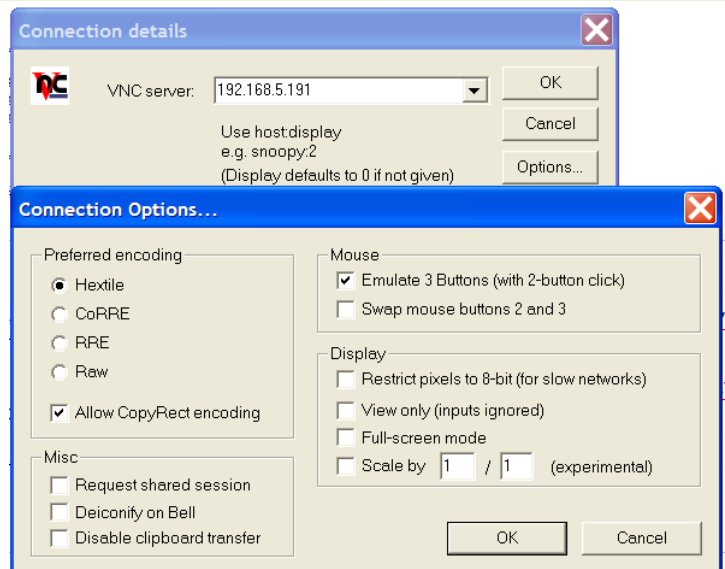 Connection details
VNC
VNC server: 192.168.5.191
OK
Use host:display
e.g. snoopy:2
(Display defaults to 0 if not given)
Cancel
Options...
Connection Options...
Preferred encoding
Hextile
CoRRE
RRE
Raw
Allow CopyRect encoding
Misc
Request shared session
Deiconify on Bell
Disable clipboard transfer
Mouse
Emulate 3 Buttons (with 2-button click)
Swap mouse buttons 2 and 3
Display
Restrict pixels to 8-bit (for slow networks)
View only (inputs ignored)
Full-screen mode
Scale by 1 / 1 (experimental)
OK
Cancel